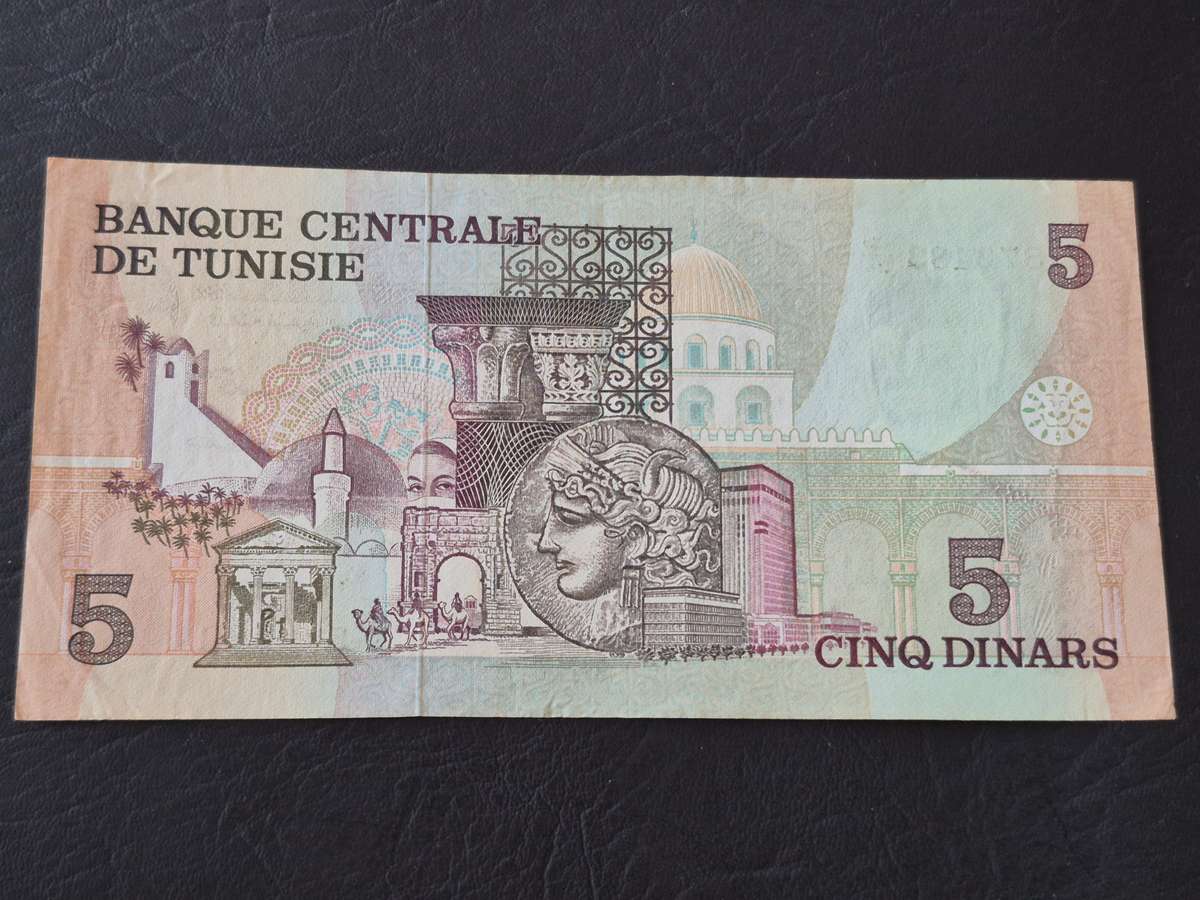 BANQUE CENTRALE
DE TUNISIE
5
5
5
CINQ DINARS